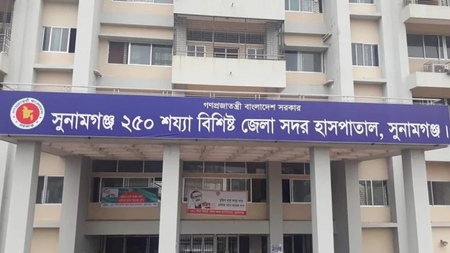 গণপ্রজাতন্ত্রী বাংলাদেশ সরকার
সুনামগঞ্জ ২৫০ শয্যা বিশিষ্ট জেলা সদর হাসপাতাল, সুনামগঞ্জ।